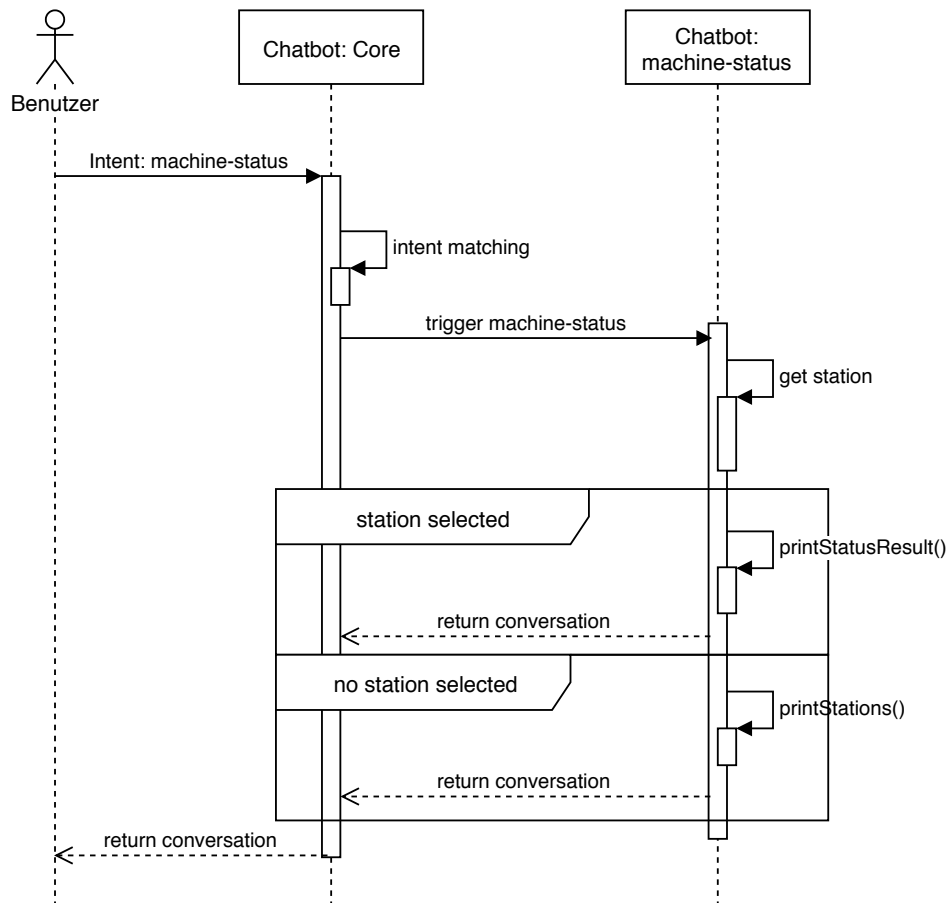 Benutzer
Chatbot: Core
Chatbot:
machine-status
Intent: machine-status
intent matching
trigger machine-status
get station
station selected
printStatusResult()
return conversation
no station selected
printStations()
return conversation
return conversation